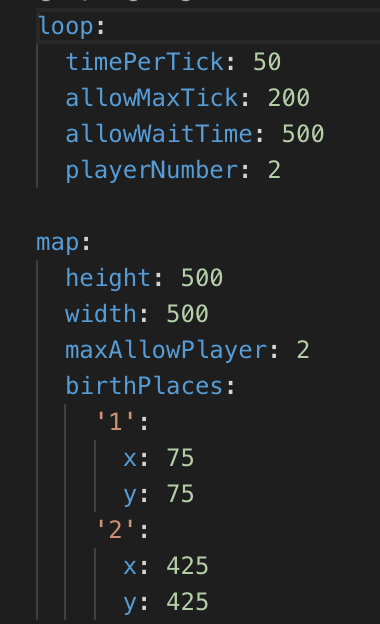 loop:
  timePerTick: 50
  allowMaxTick: 200
  allowWaitTime: 500
  playerNumber: 2

map:
  height: 500
  width: 500
  maxAllowPlayer: 2
  birthPlaces:
    '1':
      x: 75
      y: 75
    '2':
      x: 425
      y: 425